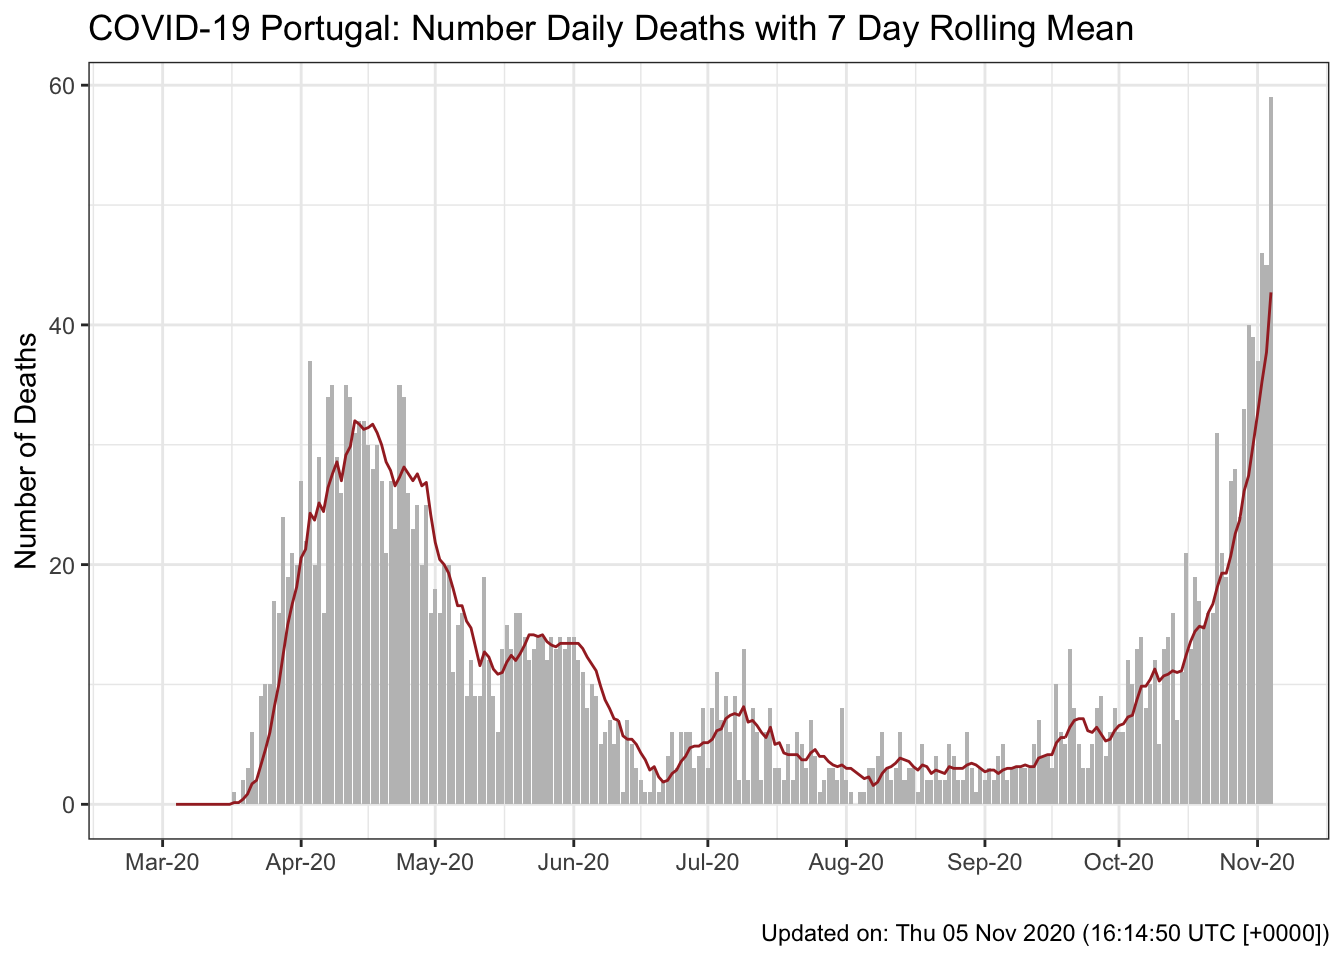 COVID-19 Portugal: Number Daily Deaths with 7 Day Rolling Mean
Number of Deaths
60
40
20
0
Mar-20 Apr-20 May-20 Jun-20 Jul-20 Aug-20 Sep-20 Oct-20 Nov-20
Updated on: Thu 05 Nov 2020 (16:14:50 UTC [+0000])